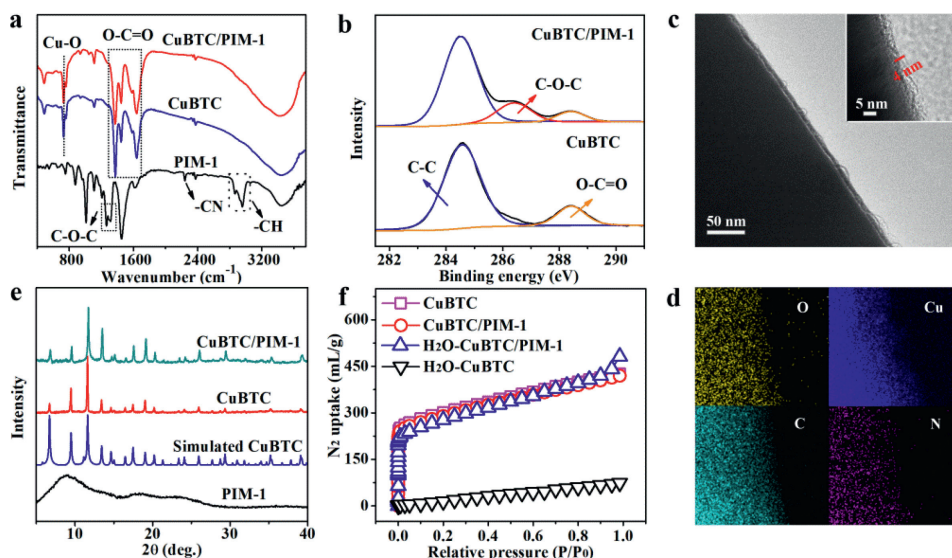 a
Cu-O
O-C=O
CuBTC/PIM-1
CuBTC
PIM-1
-CN
-CH
C-O-C
Transmittance
800
1600
2400
3200
Wavenumber (cm-1)
b
CuBTC/PIM-1
C-O-C
CuBTC
C-C
O-C=O
Intensity
282
284
286
288
290
Binding energy (eV)
c
4 nm
5 nm
50 nm
e
CuBTC/PIM-1
CuBTC
Simulated CuBTC
PIM-1
Intensity
10
20
30
40
2θ (deg.)
f
CuBTC
CuBTC/PIM-1
H2O-CuBTC/PIM-1
H2O-CuBTC
N2 uptake (mL/g)
600
450
300
150
0
0.0
0.2
0.4
0.6
0.8
1.0
Relative pressure (P/P0)
d
O
Cu
C
N